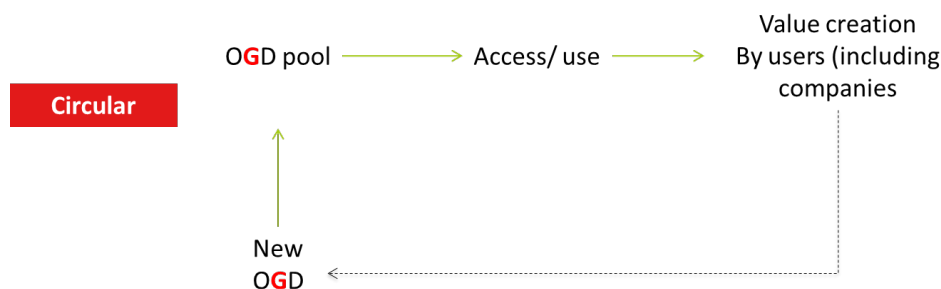 Circular
OGD pool
Access/ use
Value creation
By users (including
companies
New
OGD